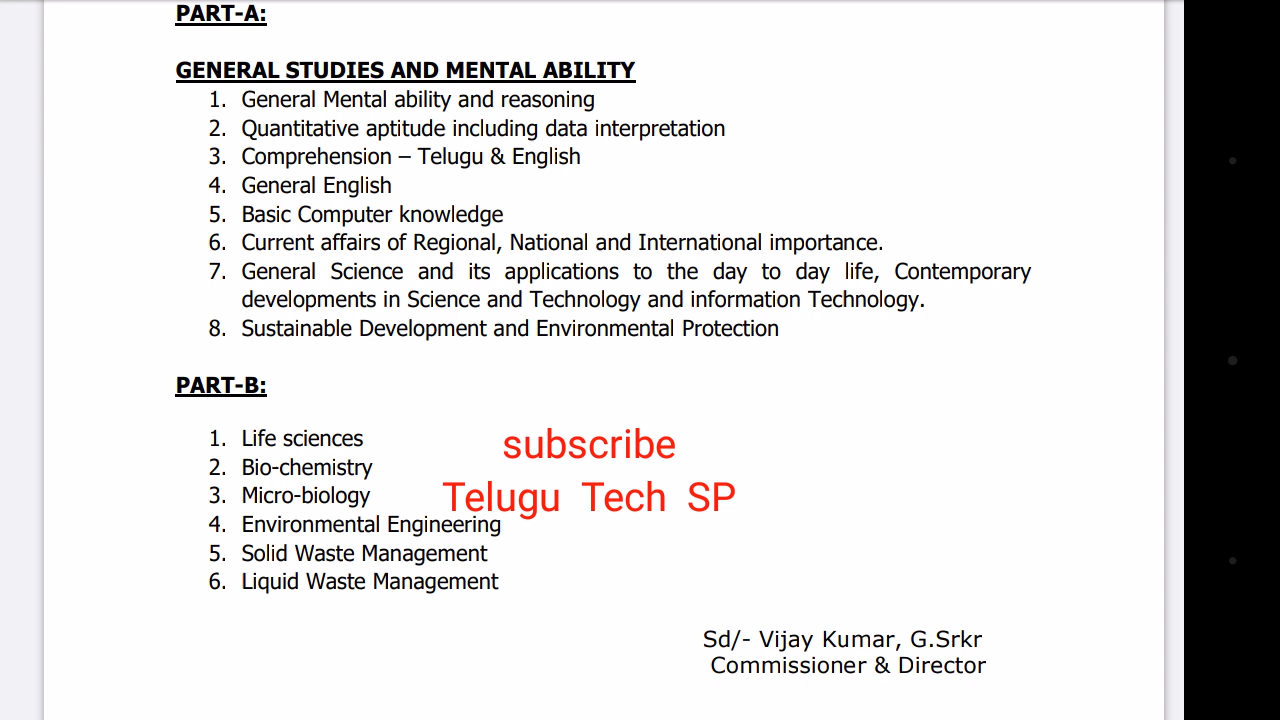 PART-A:
GENERAL STUDIES AND MENTAL ABILITY
1. General Mental ability and reasoning
2. Quantitative aptitude including data interpretation
3. Comprehension – Telugu & English
4. General English
5. Basic Computer knowledge
6. Current affairs of Regional, National and International importance.
7. General Science and its applications to the day to day life, Contemporary
developments in Science and Technology and information Technology.
8. Sustainable Development and Environmental Protection
PART-B:
1. Life sciences
2. Bio-chemistry
3. Micro-biology
4. Environmental Engineering
5. Solid Waste Management
6. Liquid Waste Management
subscribe
Telugu Tech SP
Sd/- Vijay Kumar, G.Srkr
Commissioner & Director